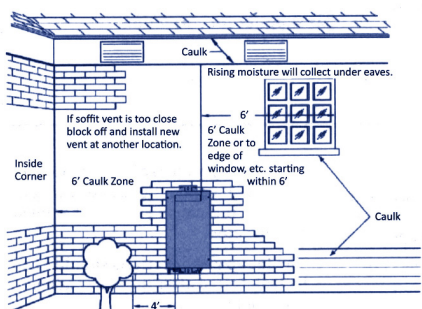 Caulk
Rising moisture will collect under eaves.
If soffit vent is too close
block off and install new
vent at another location.
6'
6' Caulk
Zone or to
edge of
window, etc. starting
within 6'
Inside
Corner
6' Caulk Zone
Caulk
4'